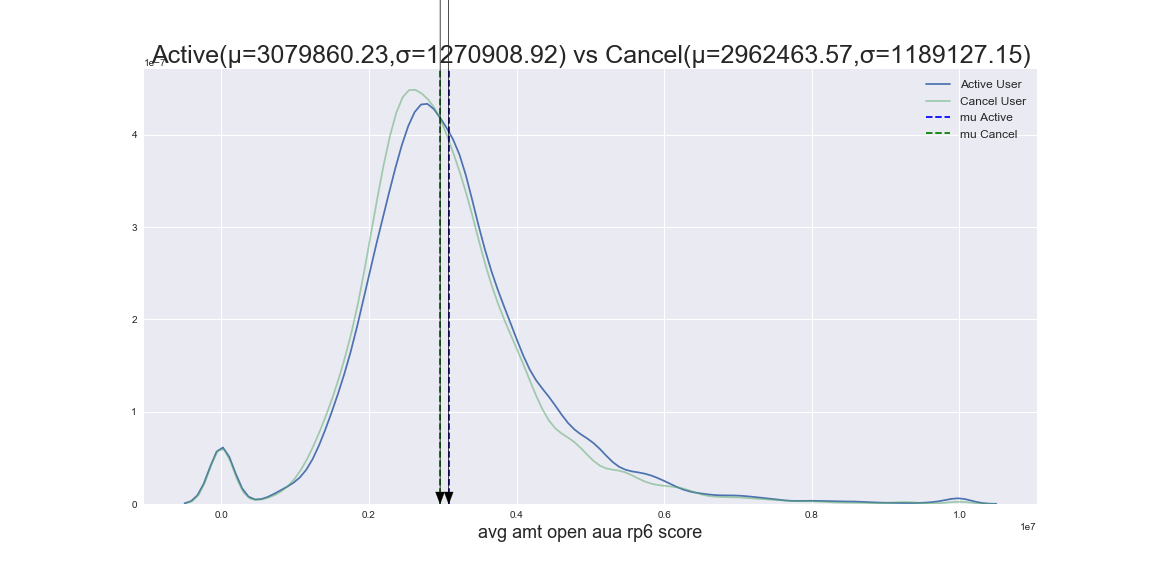 Active(μ=3079860.23,σ=1270908.92) vs Cancel(μ=2962463.57,σ=1189127.15)
1e−7
Active User
Cancel User
mu Active
mu Cancel
4
3
2
1
0
0.0 0.2 0.4 0.6 0.8 1.0
1e7
avg amt open aua rp6 score